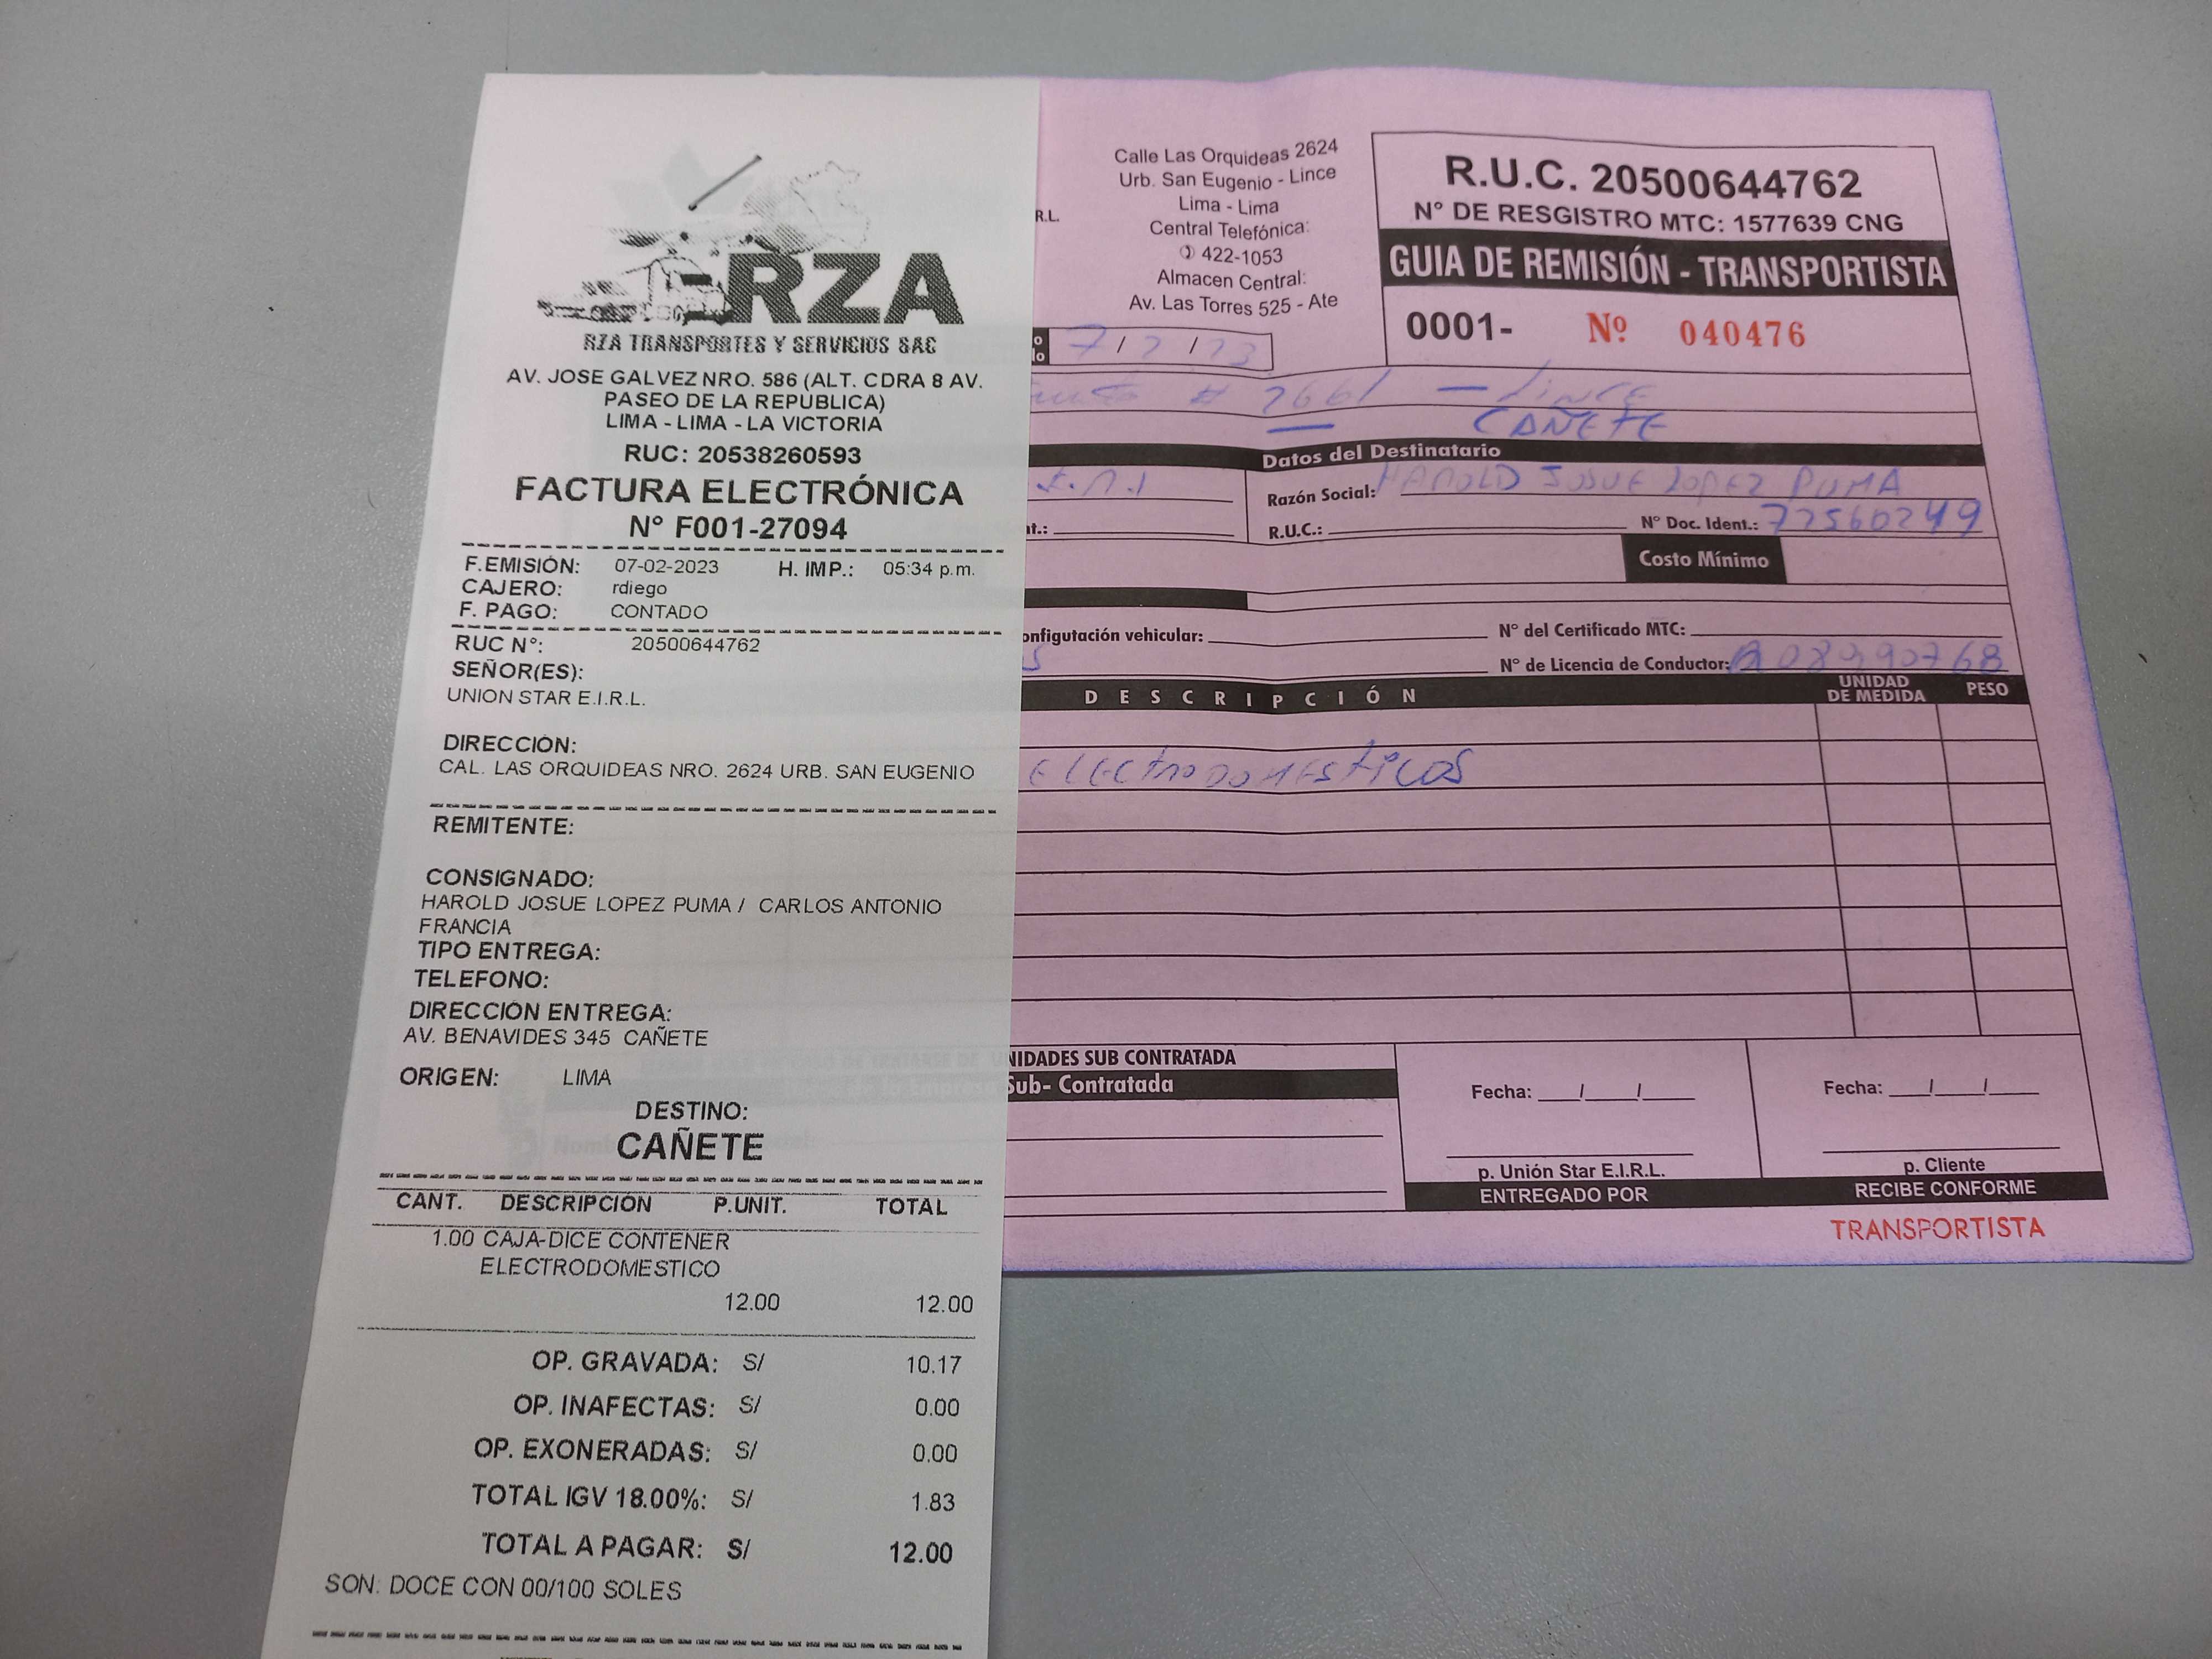 RZA
RZA TRANSPORTES Y SERVICIOS SAC
AV. JOSE GALVEZ NRO. 586 (ALT. CDRA 8 AV.
PASEO DE LA REPUBLICA)
LIMA - LIMA - LA VICTORIA
RUC: 20538260593
FACTURA ELECTRÓNICA
N° F001-27094
F.EMISIÓN: 07-02-2023 H. IMP.: 05:34 p.m.
CAJERO: rdiego
F. PAGO: CONTADO
RUC N°: 20500644762
SEÑOR(ES):
UNION STAR E.I.R.L.
DIRECCIÓN:
CAL. LAS ORQUIDEAS NRO. 2624 URB. SAN EUGENIO
REMITENTE:
CONSIGNADO:
HAROLD JOSUE LOPEZ PUMA / CARLOS ANTONIO
FRANCIA
TIPO ENTREGA:
TELEFONO:
DIRECCIÓN ENTREGA:
AV. BENAVIDES 345 CAÑETE
ORIGEN: LIMA
DESTINO:
CAÑETE
CANT. DESCRIPCIÓN P.UNIT. TOTAL
1.00 CAJA-DICE CONTENER
ELECTRODOMESTICO
12.00 12.00
OP. GRAVADA: S/ 10.17
OP. INAFECTAS: S/ 0.00
OP. EXONERADAS: S/ 0.00
TOTAL IGV 18.00%: S/ 1.83
TOTAL A PAGAR: S/ 12.00
SON: DOCE CON 00/100 SOLES
R.L.
Calle Las Orquideas 2624
Urb. San Eugenio - Lince
Lima - Lima
Central Telefónica:
422-1053
Almacen Central:
Av. Las Torres 525 - Ate
R.U.C. 20500644762
N° DE RESGISTRO MTC: 1577639 CNG
GUIA DE REMISIÓN - TRANSPORTISTA
0001- Nº 040476
7/2/23
# 2661 - Lince
CAÑETE
Datos del Destinatario
Razón Social: HAROLD JOSUE LOPEZ PUMA
R.U.C.: N° Doc. Ident.: 77560249
Costo Mínimo
onfigutación vehicular: N° del Certificado MTC:
N° de Licencia de Conductor:
DESCRIPCIÓN UNIDAD DE MEDIDA PESO
ELECTRODOMESTICOS
NIDADES SUB CONTRATADA
Sub- Contratada
Fecha: __/__/__ Fecha: __/__/__
p. Unión Star E.I.R.L. p. Cliente
ENTREGADO POR RECIBE CONFORME
TRANSPORTISTA